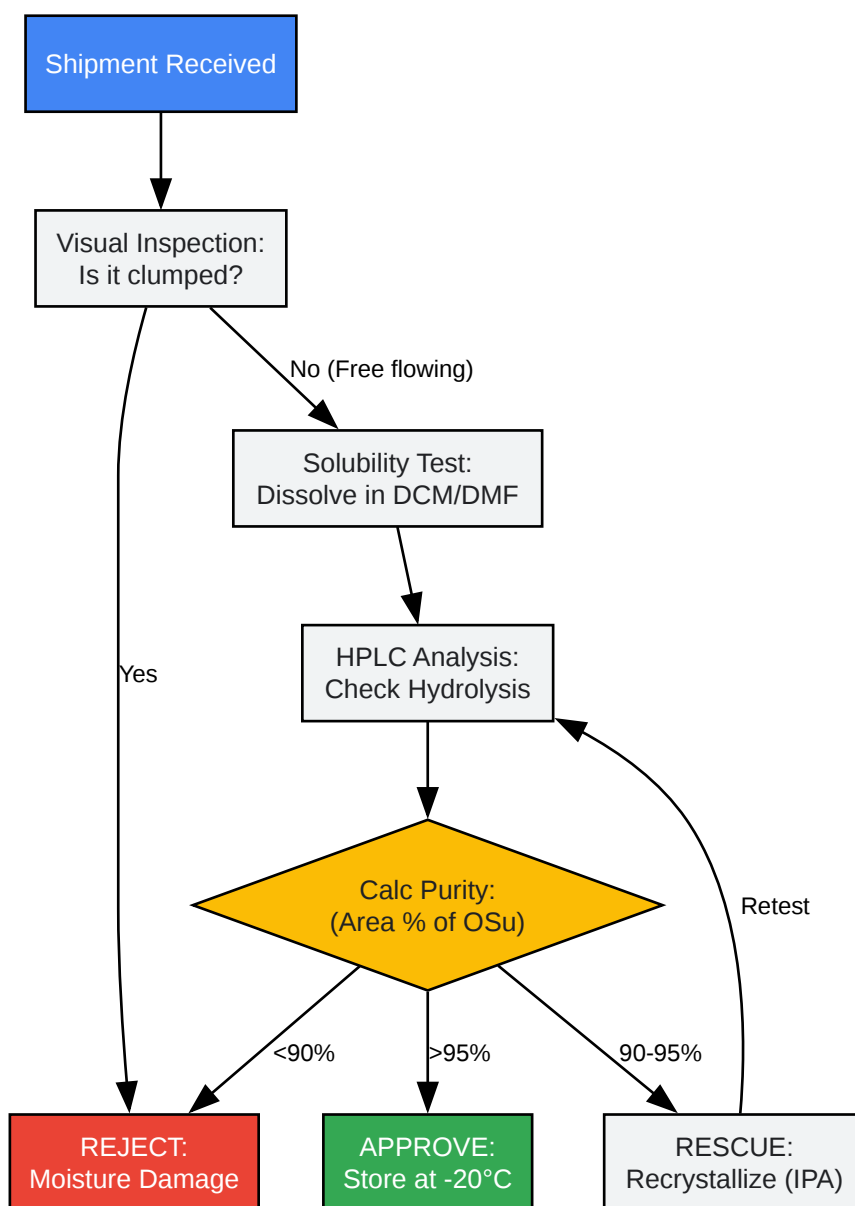 Shipment Received
Visual Inspection:
Is it clumped?
No (Free flowing)
Solubility Test:
Dissolve in DCM/DMF
HPLC Analysis:
Check Hydrolysis
Yes
Calc Purity:
(Area % of OSu)
Retest
<90%
>95%
90-95%
REJECT:
Moisture Damage
APPROVE:
Store at -20°C
RESCUE:
Recrystallize (IPA)